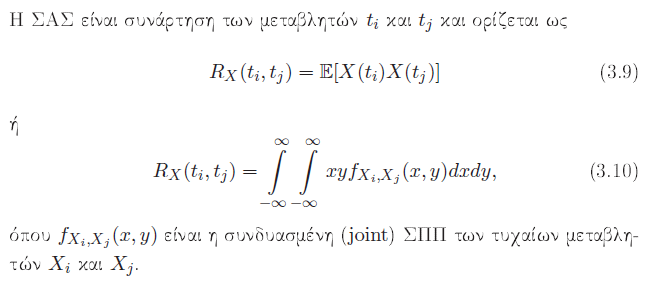 Η ΣΑΣ είναι συνάρτηση των μεταβλητών t_i και t_j και ορίζεται ως
R_X(t_i, t_j) = 𝔼[X(t_i)X(t_j)] (3.9)
ή
R_X(t_i, t_j) = ∫_{-∞}^{∞} ∫_{-∞}^{∞} xy f_{X_i,X_j}(x, y)dxdy, (3.10)
όπου f_{X_i,X_j}(x, y) είναι η συνδυασμένη (joint) ΣΠΠ των τυχαίων μεταβλη-
τών X_i και X_j.